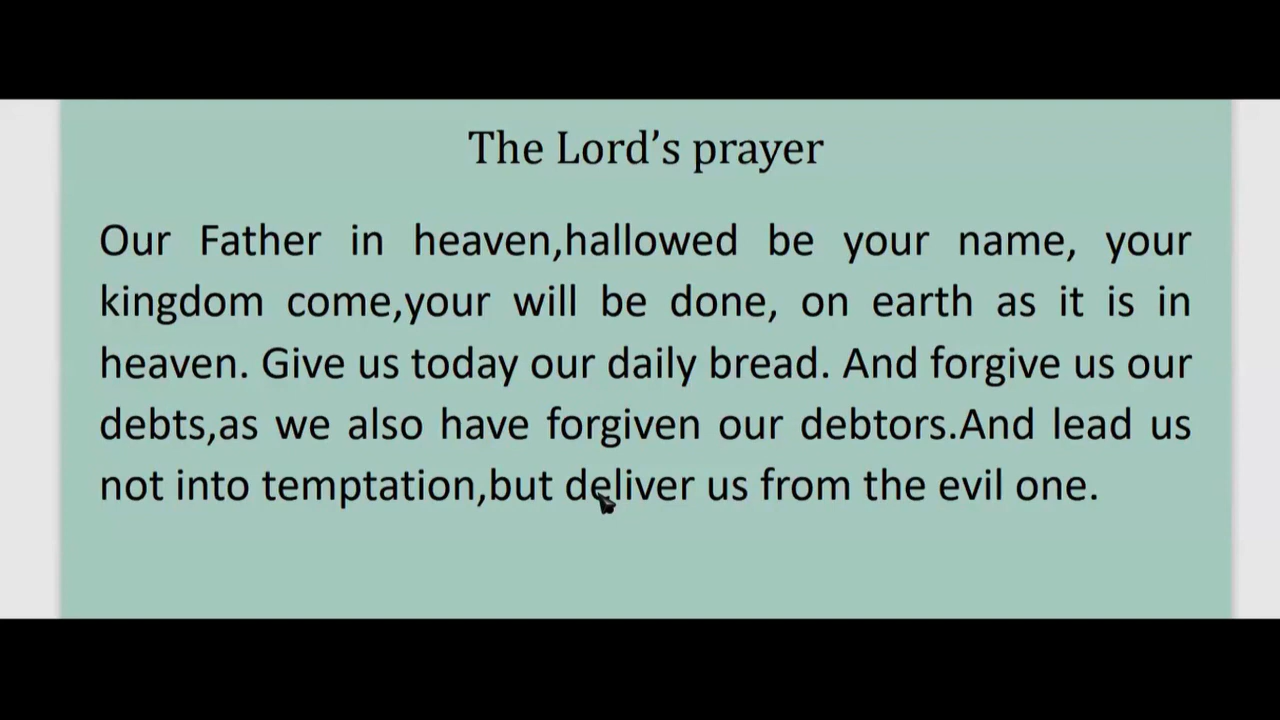 The Lord’s prayer
Our Father in heaven,hallowed be your name, your
kingdom come,your will be done, on earth as it is in
heaven. Give us today our daily bread. And forgive us our
debts,as we also have forgiven our debtors.And lead us
not into temptation,but deliver us from the evil one.